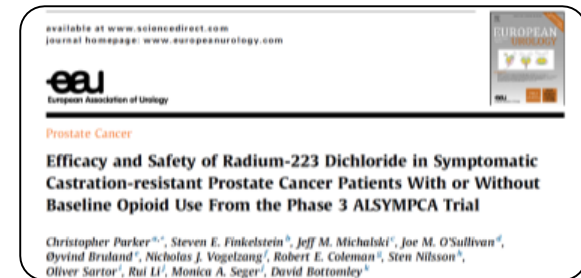 available at www.sciencedirect.com
journal homepage: www.europeanurology.com
EUROPEAN
UROLOGY
eau
European Association of Urology
Prostate Cancer
Efficacy and Safety of Radium-223 Dichloride in Symptomatic
Castration-resistant Prostate Cancer Patients With or Without
Baseline Opioid Use From the Phase 3 ALSYMPCA Trial
Christopher Parker a,*, Steven E. Finkelstein b, Jeff M. Michalski c, Joe M. O'Sullivan d,
Øyvind Bruland e, Nicholas J. Vogelzang f, Robert E. Coleman g, Sten Nilsson h,
Oliver Sartor i, Rui Li j, Monica A. Seger j, David Bottomley k